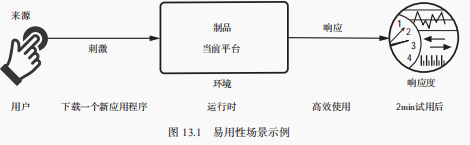 来源
刺激
制品
当前平台
环境
响应
1
2
3
4
响应度
用户
下载一个新应用程序
运行时
高效使用
2min试用后
图 13.1 易用性场景示例